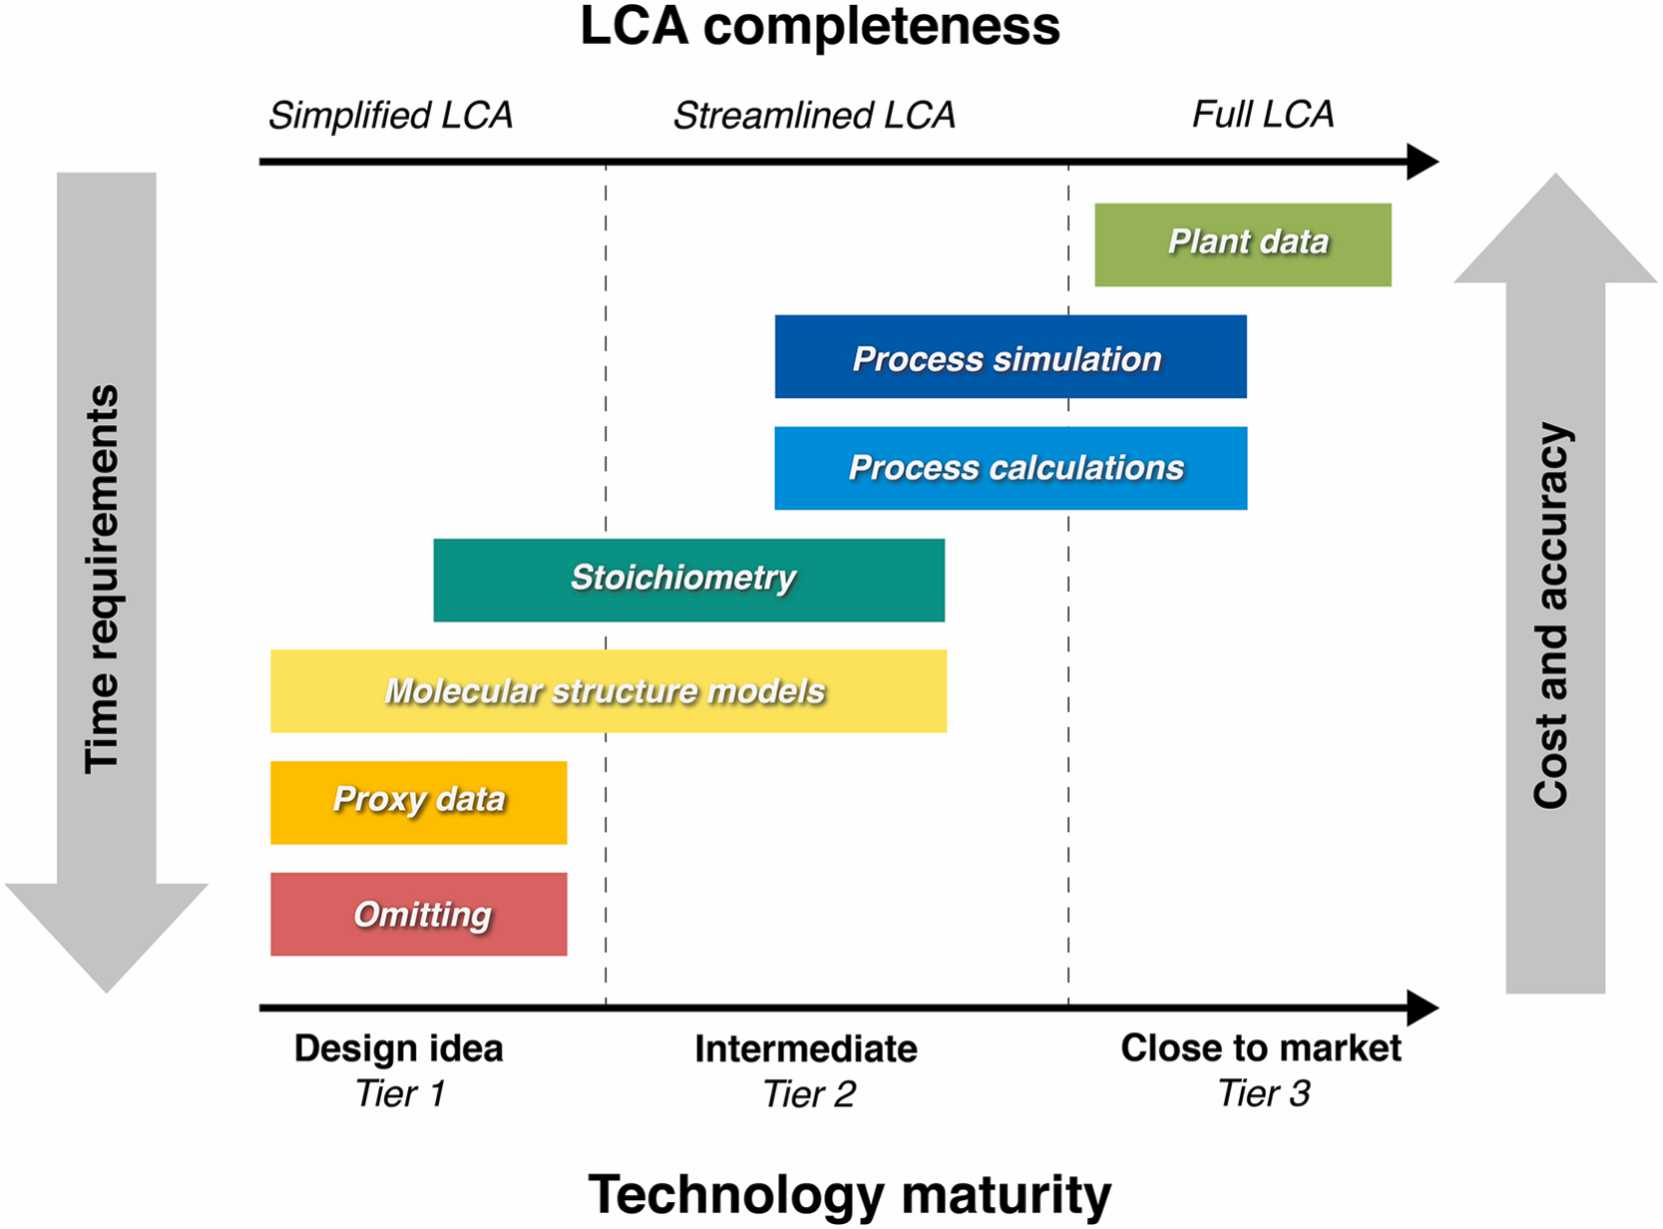 LCA completeness
Simplified LCA
Streamlined LCA
Full LCA
Time requirements
Plant data
Process simulation
Process calculations
Stoichiometry
Molecular structure models
Proxy data
Omitting
Cost and accuracy
Design idea
Tier 1
Intermediate
Tier 2
Close to market
Tier 3
Technology maturity